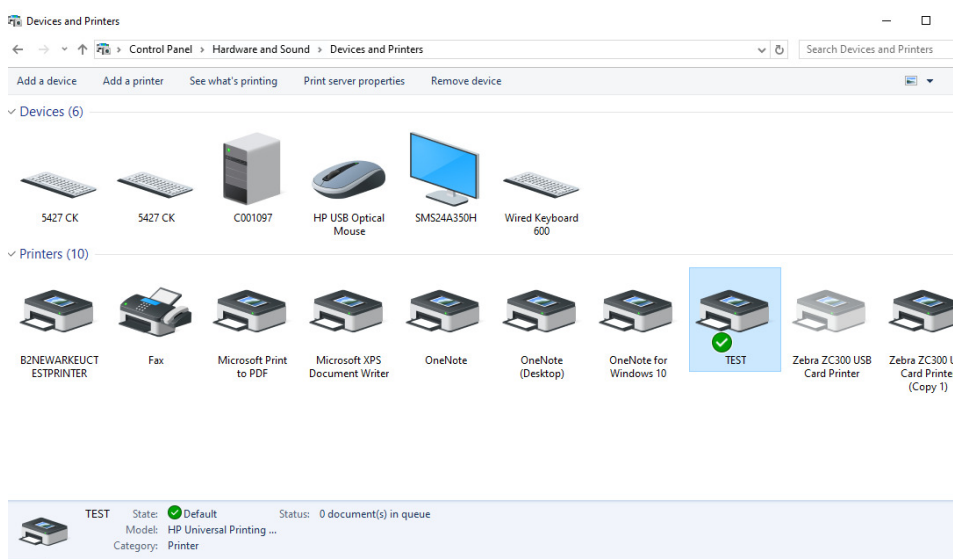 Devices and Printers
Control Panel > Hardware and Sound > Devices and Printers
Search Devices and Printers
Add a device Add a printer See what's printing Print server properties Remove device
Devices (6)
5427 CK
5427 CK
C001097
HP USB Optical
Mouse
SMS24A350H
Wired Keyboard
600
Printers (10)
B2NEWARKEUCT
ESTPRINTER
Fax
Microsoft Print
to PDF
Microsoft XPS
Document Writer
OneNote
OneNote
(Desktop)
OneNote for
Windows 10
TEST
Zebra ZC300 USB
Card Printer
Zebra ZC300 U
Card Printe
(Copy 1)
TEST State: Default Status: 0 document(s) in queue
Model: HP Universal Printing ...
Category: Printer